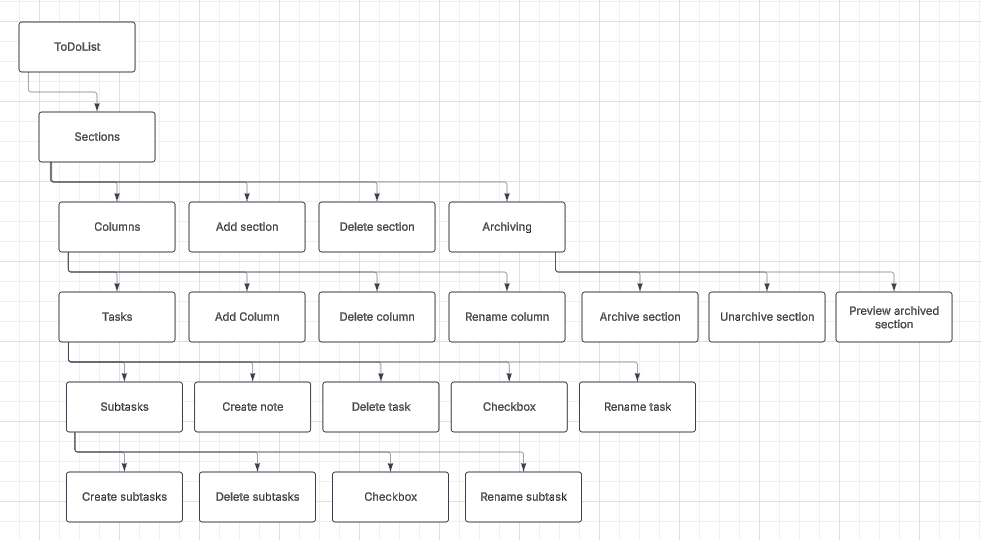 ToDoList
Sections
Columns
Add section
Delete section
Archiving
Tasks
Add Column
Delete column
Rename column
Archive section
Unarchive section
Preview archived
section
Subtasks
Create note
Delete task
Checkbox
Rename task
Create subtasks
Delete subtasks
Checkbox
Rename subtask